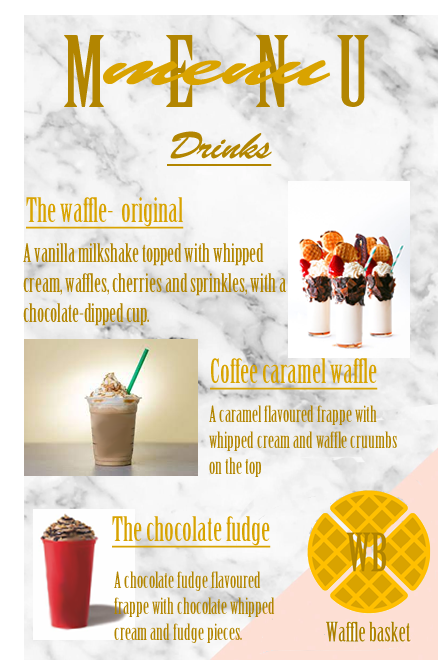 MENU
menu
Drinks
The waffle- original
A vanilla milkshake topped with whipped
cream, waffles, cherries and sprinkles, with a
chocolate-dipped cup.
Coffee caramel waffle
A caramel flavoured frappe with
whipped cream and waffle cruumbs
on the top
The chocolate fudge
A chocolate fudge flavoured
frappe with chocolate whipped
cream and fudge pieces.
WB
Waffle basket